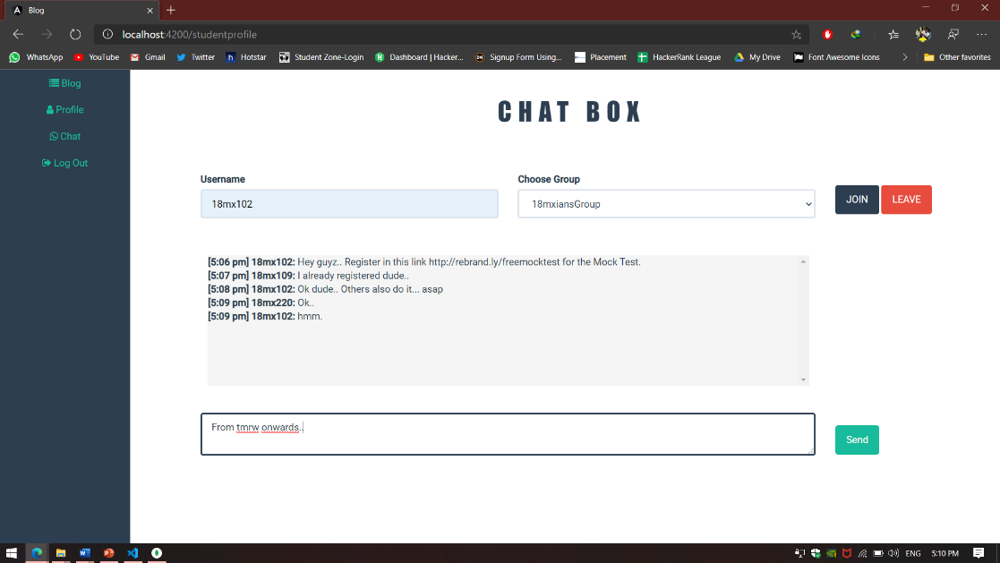 Blog
localhost:4200/studentprofile
WhatsApp YouTube Gmail Twitter Hotstar Student Zone-Login Dashboard | Hacker... Signup Form Using... Placement HackerRank League My Drive Font Awesome Icons Other favorites
Blog
Profile
Chat
Log Out
CHAT BOX
Username Choose Group
18mx102 18mxiansGroup JOIN LEAVE
[5:06 pm] 18mx102: Hey guyz.. Register in this link http://rebrand.ly/freemocktest for the Mock Test.
[5:07 pm] 18mx109: I already registered dude..
[5:08 pm] 18mx102: Ok dude.. Others also do it... asap
[5:09 pm] 18mx220: Ok..
[5:09 pm] 18mx102: hmm.
From tmrw onwards..
Send
ENG 5:10 PM